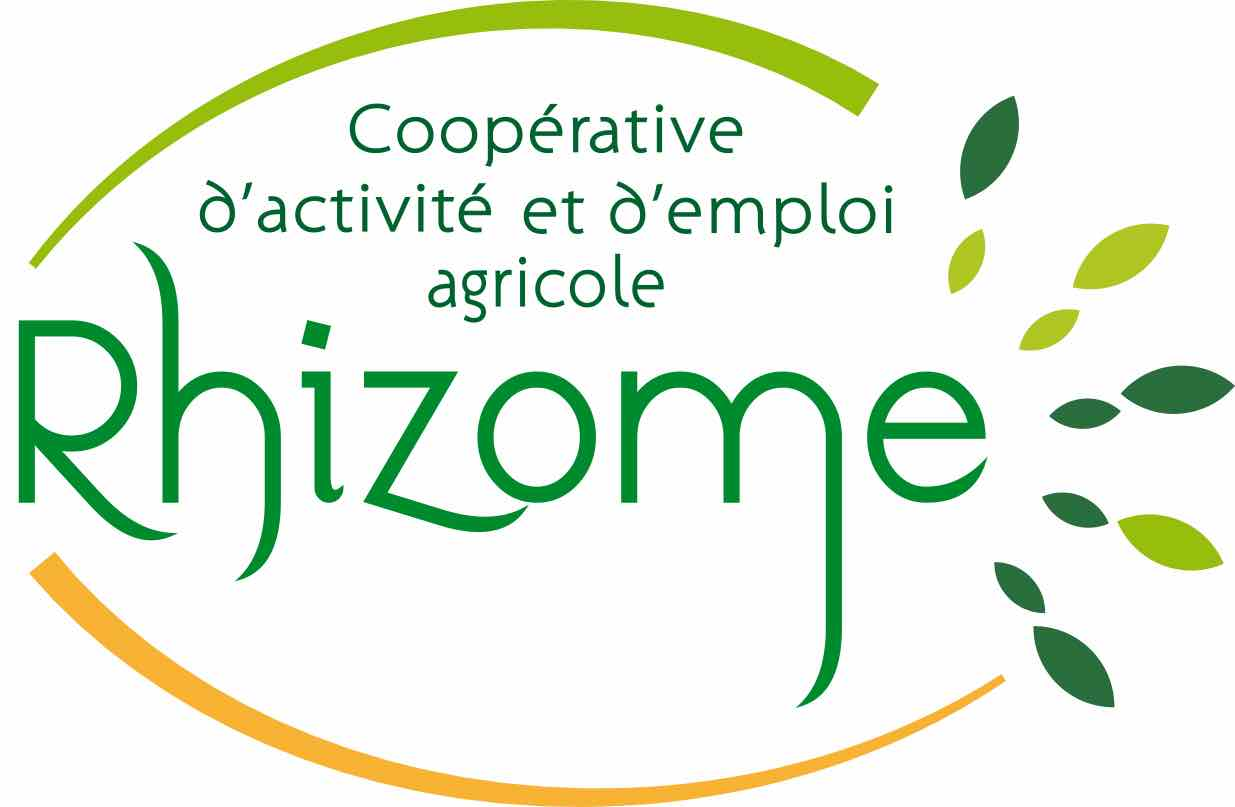 Coopérative
d'activité et d'emploi
agricole
Rhizome